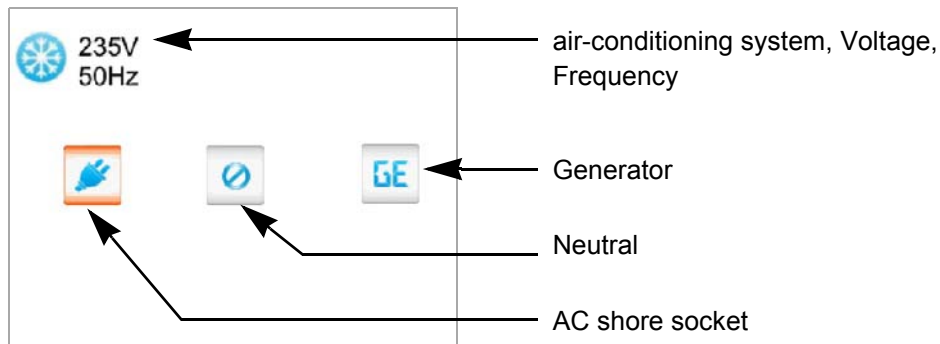 235V
50Hz
air-conditioning system, Voltage,
Frequency
GE
Generator
Neutral
AC shore socket